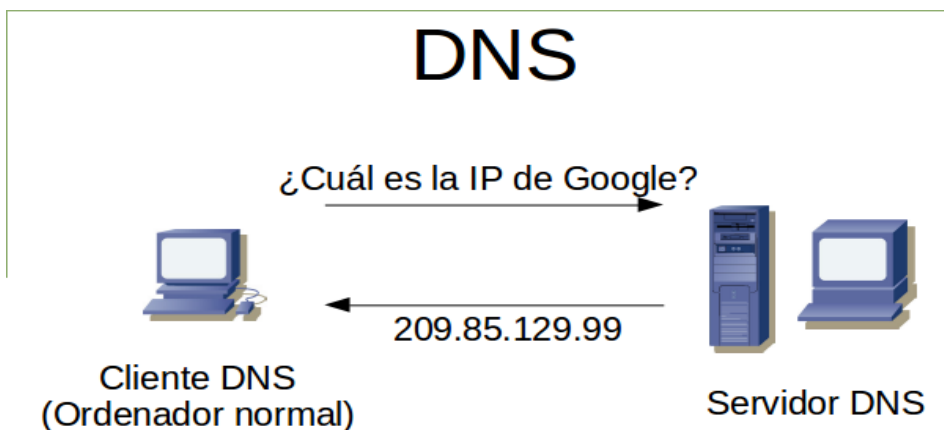 DNS
¿Cuál es la IP de Google?
209.85.129.99
Cliente DNS
(Ordenador normal)
Servidor DNS